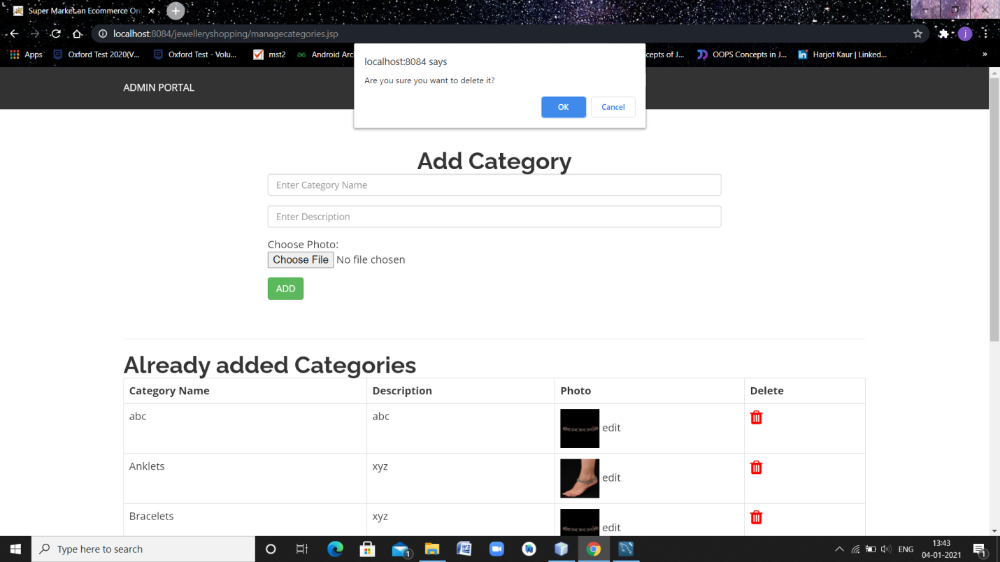 Super Market an Ecommerce On
localhost:8084/jewelleryshopping/managecategories.jsp
j
Apps
Oxford Test 2020(V...
Oxford Test - Volu...
mst2
Android Arc
cepts of J...
OOPS Concepts in J...
in
Harjot Kaur | Linked...
»
localhost:8084 says
Are you sure you want to delete it?
OK
Cancel
ADMIN PORTAL
Add Category
Enter Category Name
Enter Description
Choose Photo:
Choose File No file chosen
ADD
Already added Categories
Category Name Description Photo Delete
abc abc edit
Anklets xyz edit
Bracelets xyz edit
Type here to search
1
W
ENG
13:43
04-01-2021
1